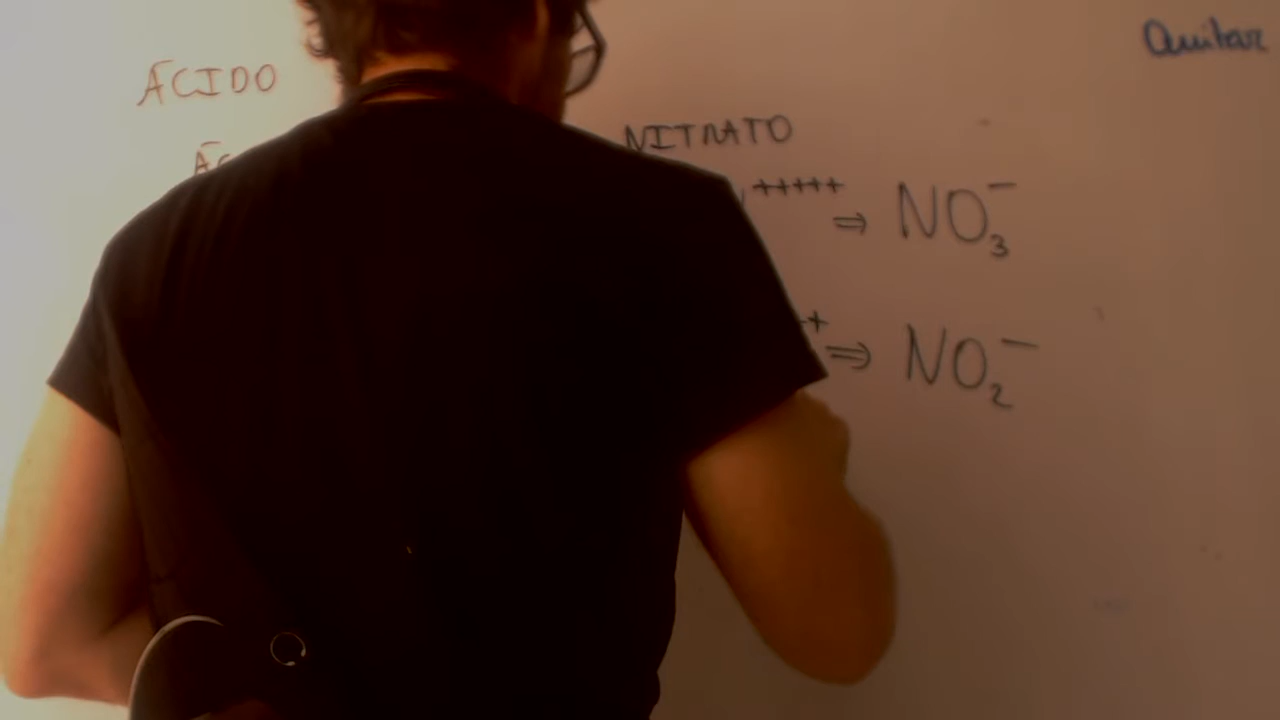 ÁCIDO
Quitar
NITRATO
+++++ ⇒ NO₃⁻
+ ⇒ NO₂⁻